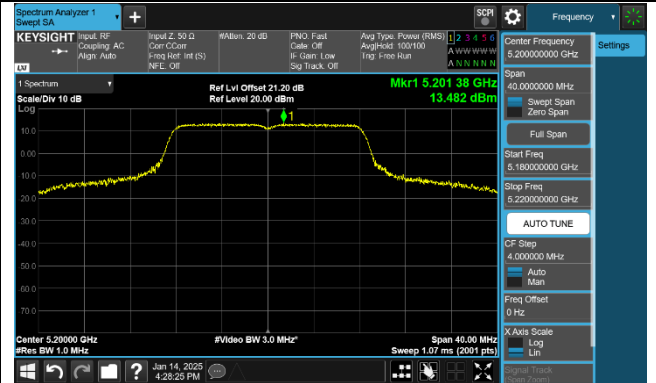 Spectrum Analyzer 1
Swept SA
SCPI
Frequency
KEYSIGHT
Input: RF
Coupling: AC
Align: Auto
Input Z: 50 Ω
Corr CCorr
Freq Ref: Int (S)
NFE: Off
#Atten: 20 dB
PNO: Fast
Gate: Off
IF Gain: Low
Sig Track: Off
Avg Type: Power (RMS)
Avg|Hold: 100/100
Trig: Free Run
1 2 3 4 5 6
A W W W W W
A N N N N N
LXI
Center Frequency
5.200000000 GHz
Settings
Span
40.0000000 MHz
Swept Span
Zero Span
Full Span
Start Freq
5.180000000 GHz
Stop Freq
5.220000000 GHz
AUTO TUNE
CF Step
4.000000 MHz
Auto
Man
Freq Offset
0 Hz
X Axis Scale
Log
Lin
Signal Track
(Span Zoom)
1 Spectrum
Scale/Div 10 dB
Log
Ref Lvl Offset 21.20 dB
Ref Level 20.00 dBm
Mkr1 5.201 38 GHz
13.482 dBm
1
10.0
0.00
-10.0
-20.0
-30.0
-40.0
-50.0
-60.0
-70.0
Center 5.20000 GHz
#Res BW 1.0 MHz
#Video BW 3.0 MHz*
Span 40.00 MHz
Sweep 1.07 ms (2001 pts)
Jan 14, 2025
4:28:25 PM